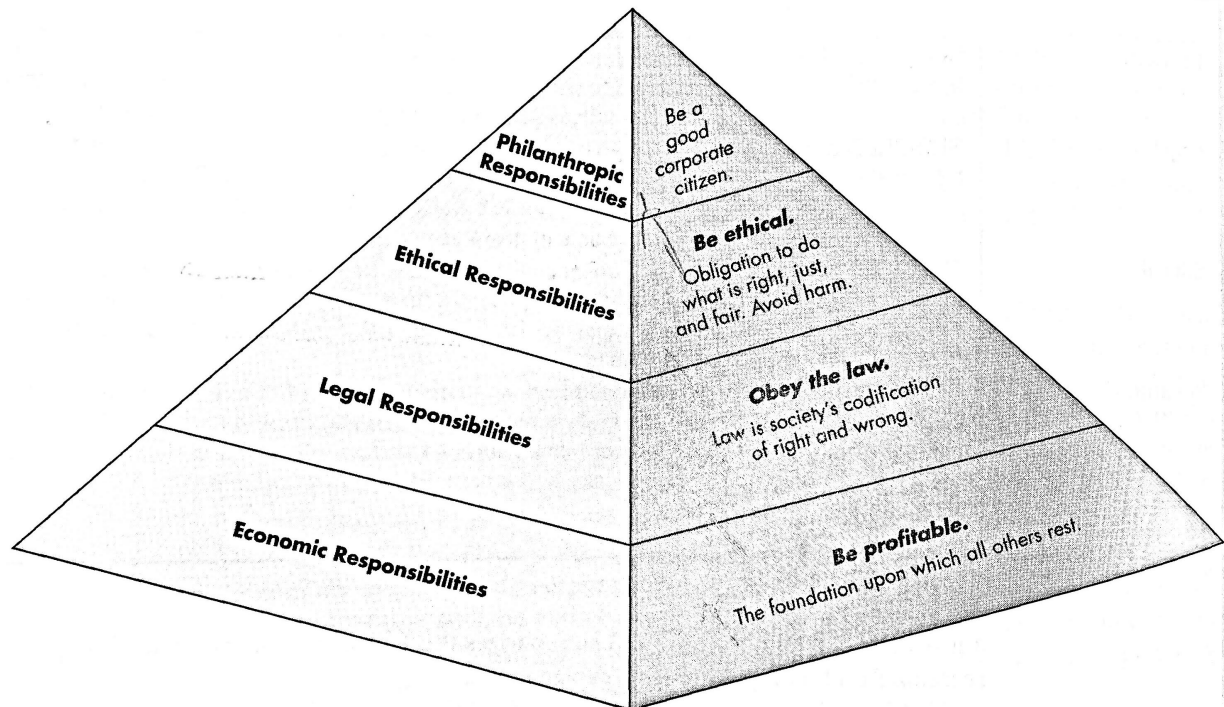 Philanthropic
Responsibilities
Be a
good
corporate
citizen.
Ethical Responsibilities
Be ethical.
Obligation to do
what is right, just,
and fair. Avoid harm.
Legal Responsibilities
Obey the law.
Law is society's codification
of right and wrong.
Economic Responsibilities
Be profitable.
The foundation upon which all others rest.